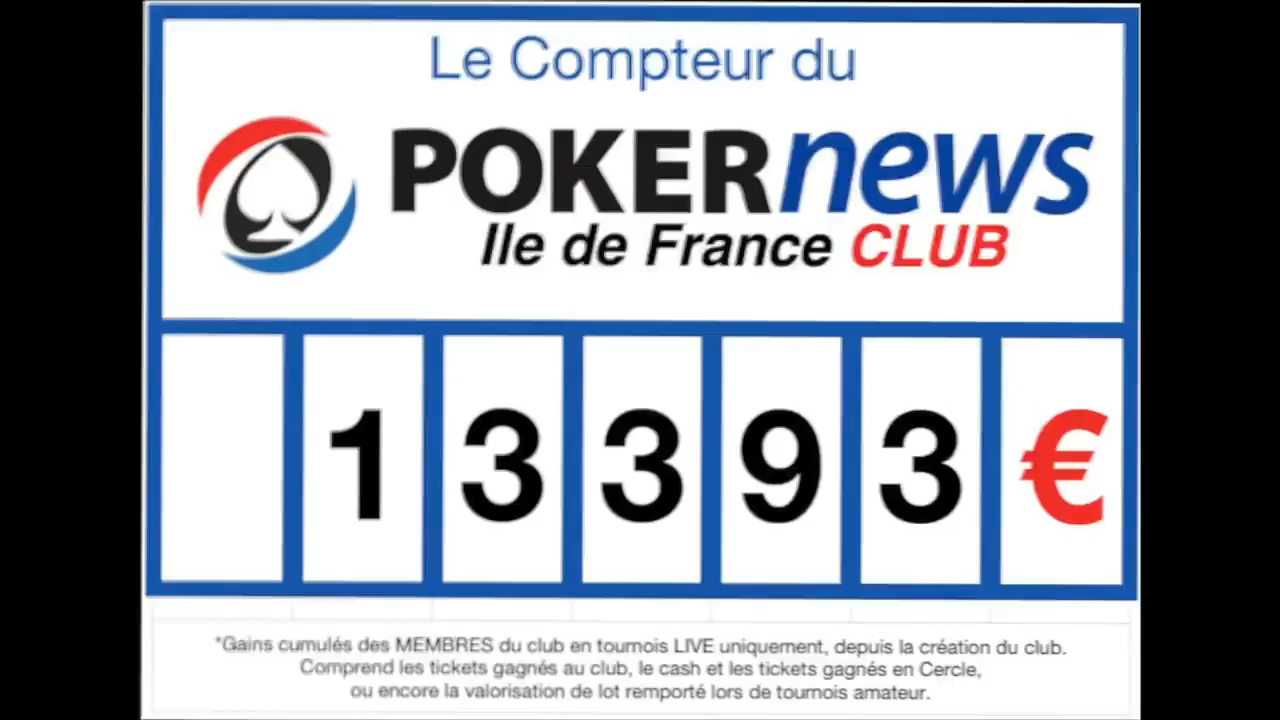 Le Compteur du
POKERnews
Ile de France CLUB
13393€
*Gains cumulés des MEMBRES du club en tournois LIVE uniquement, depuis la création du club.
Comprend les tickets gagnés au club, le cash et les tickets gagnés en Cercle,
ou encore la valorisation de lot remporté lors de tournois amateur.